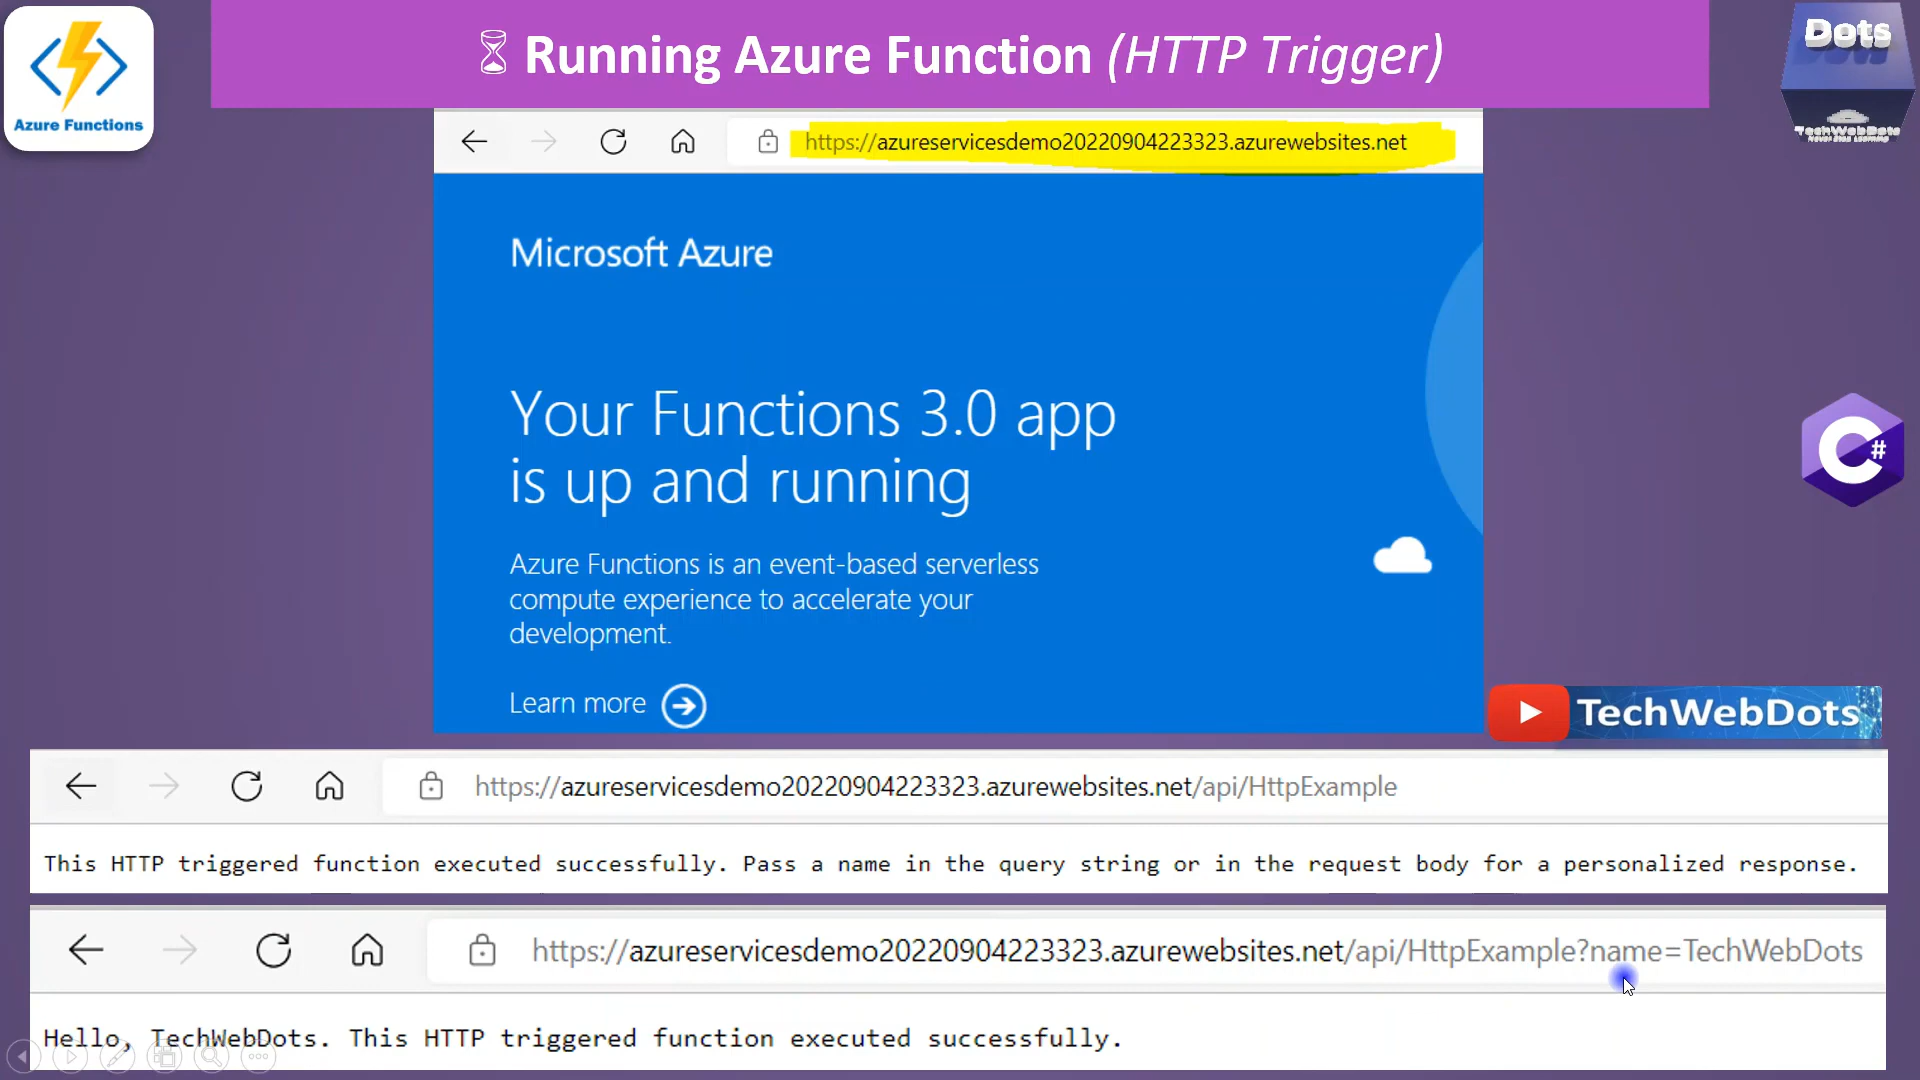 Azure Functions
Running Azure Function (HTTP Trigger)
Dots
TechWebDots
https://azureservicesdemo20220904223323.azurewebsites.net
Microsoft Azure
Your Functions 3.0 app
is up and running
Azure Functions is an event-based serverless
compute experience to accelerate your
development.
Learn more
C#
TechWebDots
https://azureservicesdemo20220904223323.azurewebsites.net/api/HttpExample
This HTTP triggered function executed successfully. Pass a name in the query string or in the request body for a personalized response.
https://azureservicesdemo20220904223323.azurewebsites.net/api/HttpExample?name=TechWebDots
Hello, TechWebDots. This HTTP triggered function executed successfully.